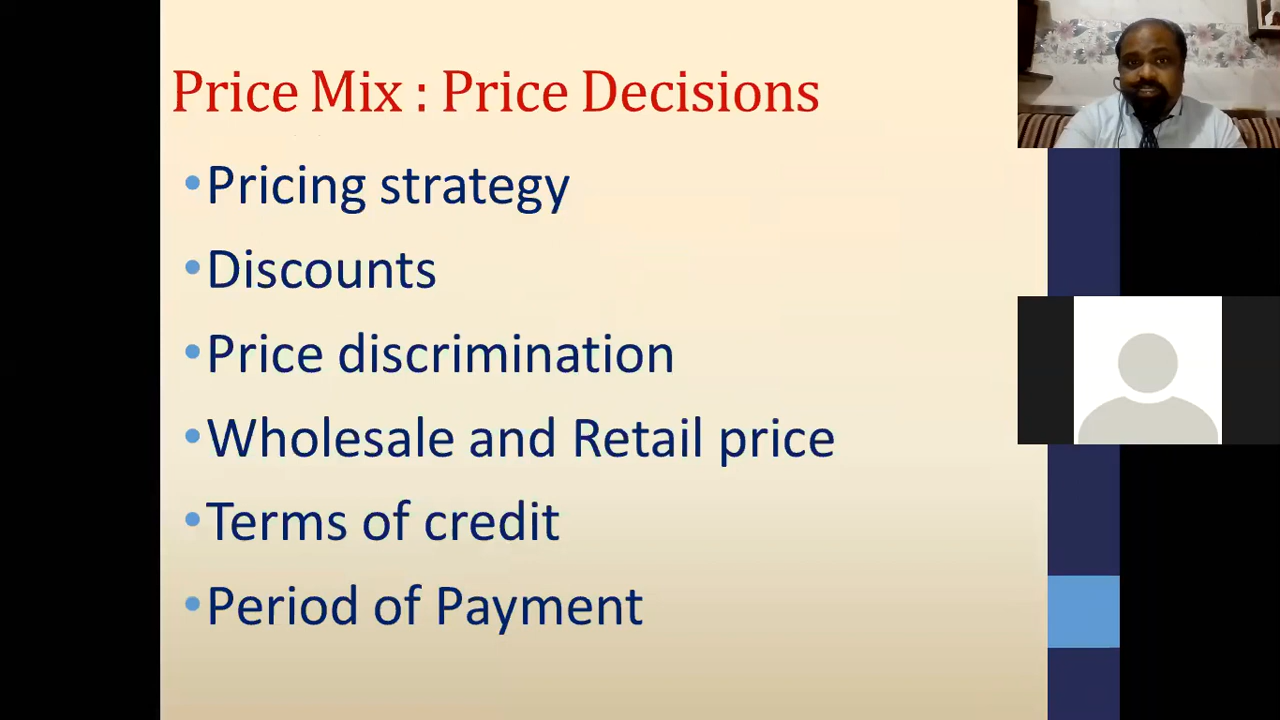 Price Mix : Price Decisions
•Pricing strategy
•Discounts
•Price discrimination
•Wholesale and Retail price
•Terms of credit
•Period of Payment